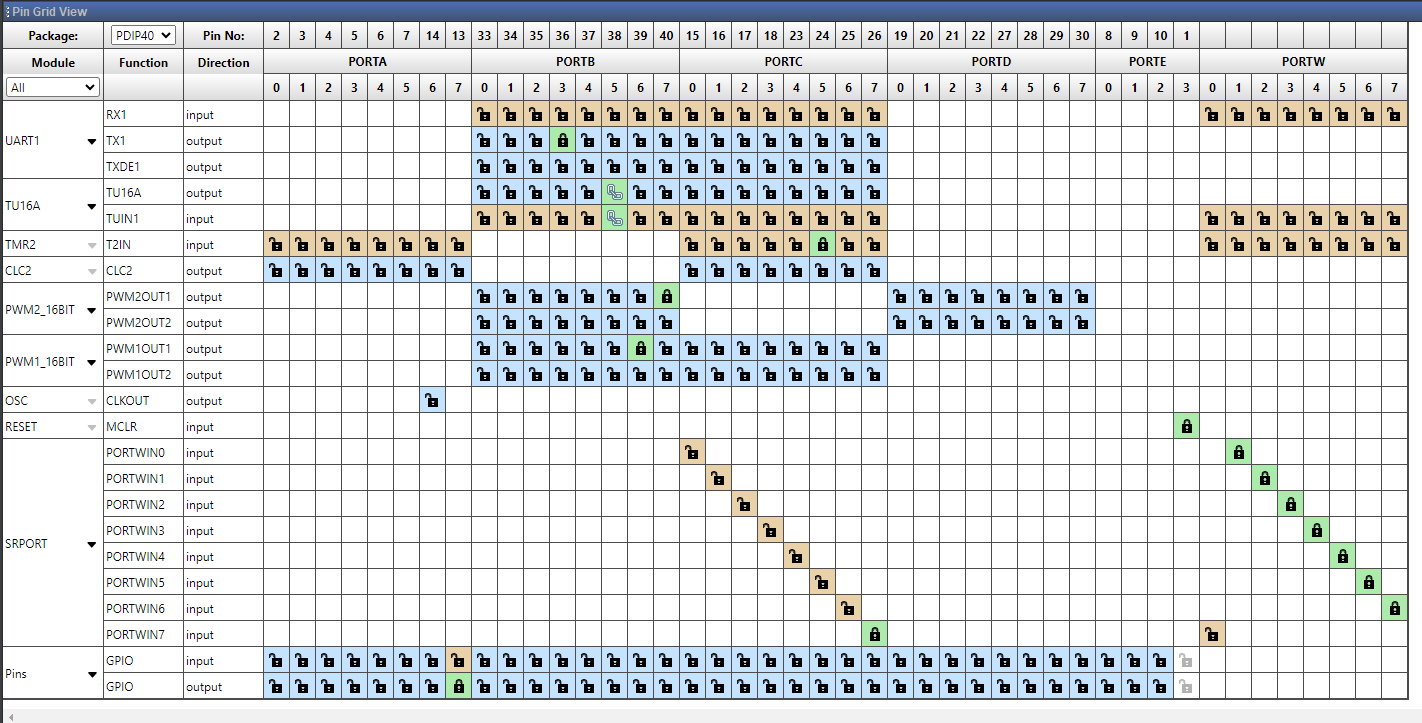 Pin Grid View
Package: PDIP40 Pin No: 2 3 4 5 6 7 14 13 33 34 35 36 37 38 39 40 15 16 17 18 23 24 25 26 19 20 21 22 27 28 29 30 8 9 10 1
Module Function Direction PORTA PORTB PORTC PORTD PORTE PORTW
All 0 1 2 3 4 5 6 7 0 1 2 3 4 5 6 7 0 1 2 3 4 5 6 7 0 1 2 3 4 5 6 7 0 1 2 3 0 1 2 3 4 5 6 7
RX1 input
UART1 TX1 output
TXDE1 output
TU16A TU16A output
TUIN1 input
TMR2 T2IN input
CLC2 CLC2 output
PWM2_16BIT PWM2OUT1 output
PWM2OUT2 output
PWM1_16BIT PWM1OUT1 output
PWM1OUT2 output
OSC CLKOUT output
RESET MCLR input
PORTWIN0 input
PORTWIN1 input
PORTWIN2 input
PORTWIN3 input
SRPORT PORTWIN4 input
PORTWIN5 input
PORTWIN6 input
PORTWIN7 input
Pins GPIO input
GPIO output